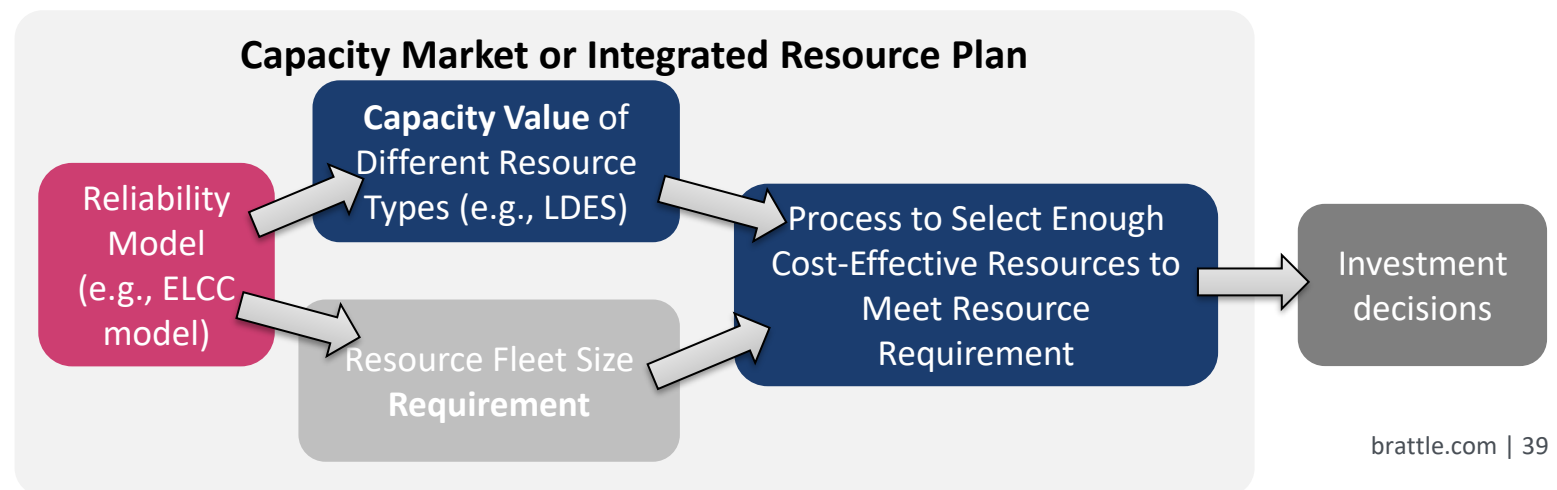 Capacity Market or Integrated Resource Plan
Reliability
Model
(e.g., ELCC
model)
Capacity Value of
Different Resource
Types (e.g., LDES)
Resource Fleet Size
Requirement
Process to Select Enough
Cost-Effective Resources to
Meet Resource
Requirement
Investment
decisions
brattle.com | 39